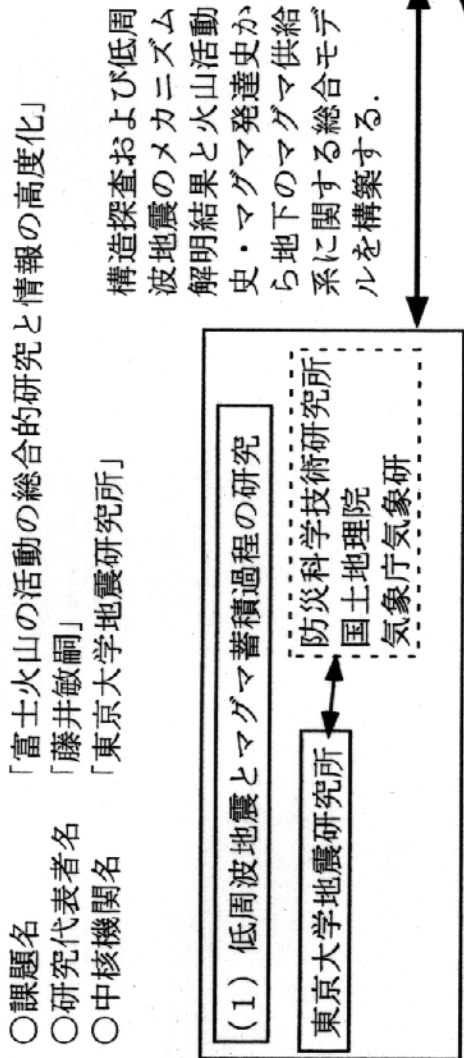 ○課題名 「富士火山の活動の総合的研究と情報の高度化」
○研究代表者名 「藤井敏嗣」
○中核機関名 「東京大学地震研究所」
構造探査および低周
波地震のメカニズム
解明結果と火山活動
史・マグマ発達史か
ら地下のマグマ供給
系に関する総合モデ
ルを構築する.
(1) 低周波地震とマグマ蓄積過程の研究
東京大学地震研究所
防災科学技術研究所
国土地理院
気象庁気象研